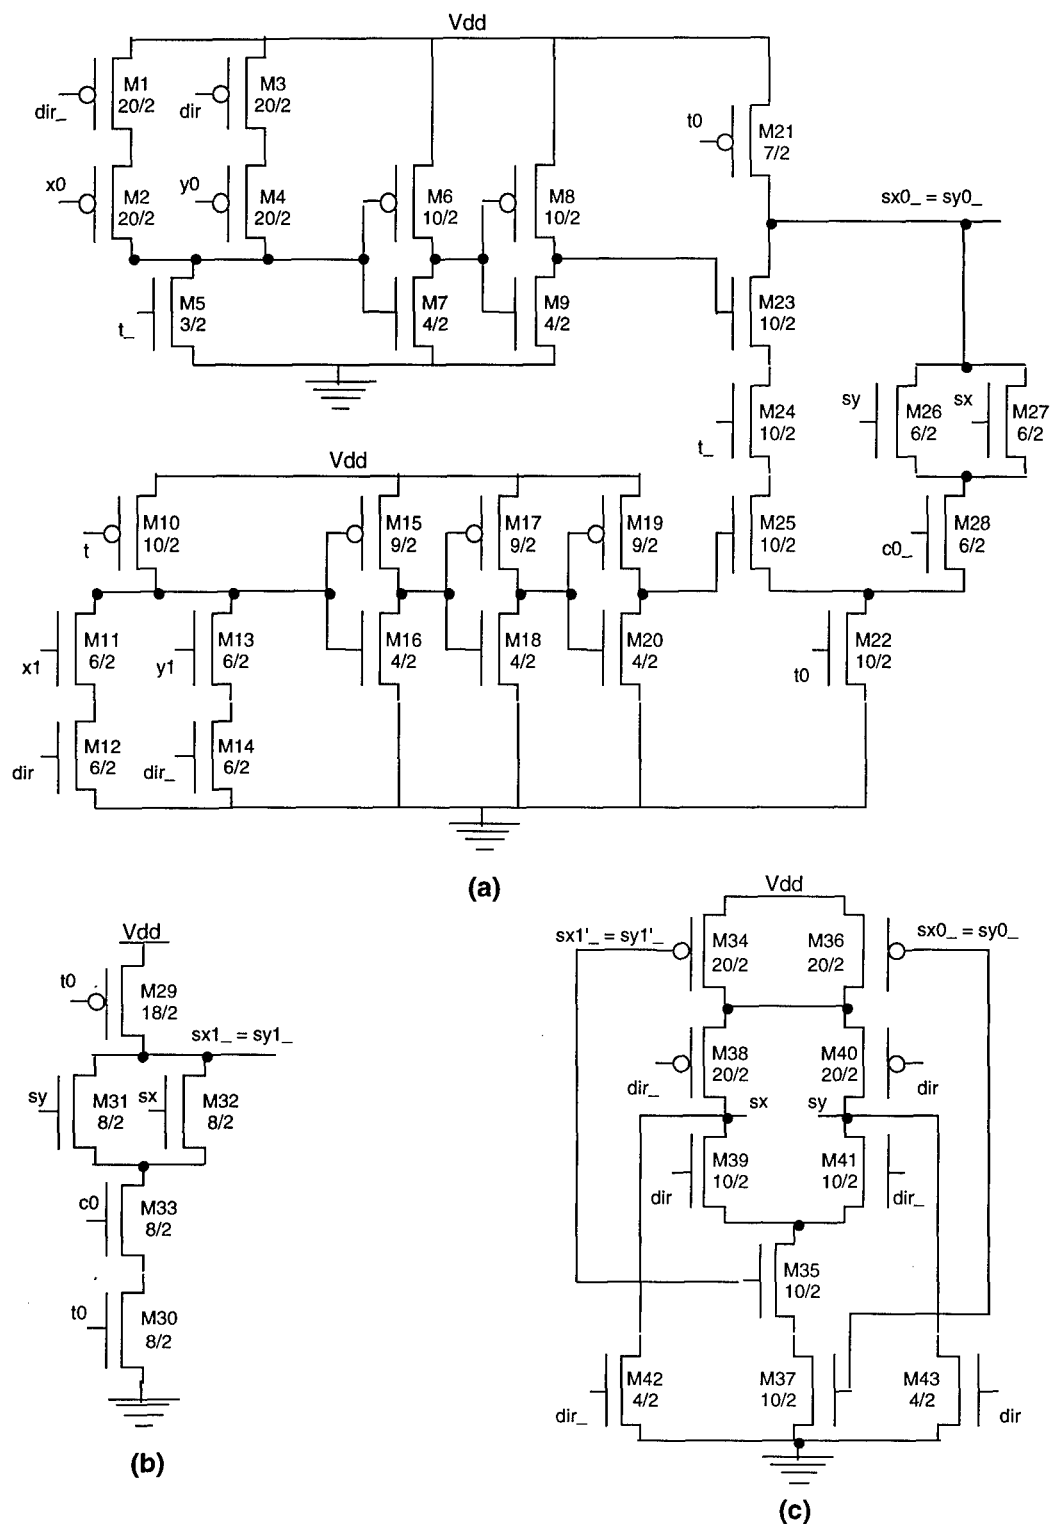 Vdd
M1
20/2
dir_
M3
20/2
dir
x0
M2
20/2
y0
M4
20/2
M6
10/2
M8
10/2
t0
M21
7/2
sx0_ = sy0_
t_
M5
3/2
M7
4/2
M9
4/2
M23
10/2
t_
M24
10/2
sy
M26
6/2
sx
M27
6/2
Vdd
t
M10
10/2
M15
9/2
M17
9/2
M19
9/2
M25
10/2
c0_
M28
6/2
x1
M11
6/2
y1
M13
6/2
M16
4/2
M18
4/2
M20
4/2
t0
M22
10/2
dir
M12
6/2
dir_
M14
6/2
(a)
Vdd
t0
M29
18/2
sx1_ = sy1_
sy
M31
8/2
sx
M32
8/2
c0
M33
8/2
t0
M30
8/2
(b)
Vdd
sx1'_ = sy1'_
M34
20/2
M36
20/2
sx0_ = sy0_
dir_
M38
20/2
M40
20/2
dir
sx
sy
dir
M39
10/2
M41
10/2
dir_
M35
10/2
dir_
M42
4/2
M37
10/2
M43
4/2
dir
(c)